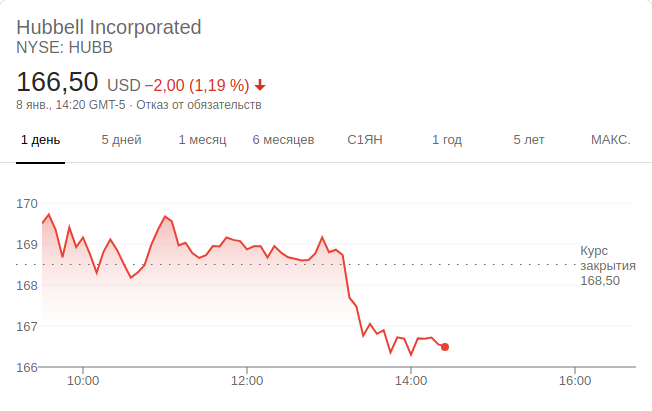 Hubbell Incorporated
NYSE: HUBB
166,50 USD −2,00 (1,19 %)
8 янв., 14:20 GMT-5 · Отказ от обязательств
1 день 5 дней 1 месяц 6 месяцев С1ЯН 1 год 5 лет МАКС.
170
169
168
167
166
Курс
закрытия
168,50
10:00 12:00 14:00 16:00